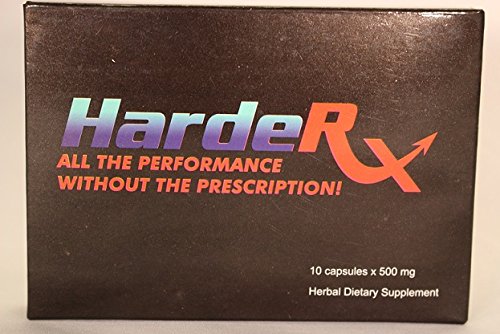 HardeRx
ALL THE PERFORMANCE
WITHOUT THE PRESCRIPTION!
10 capsules x 500 mg
Herbal Dietary Supplement